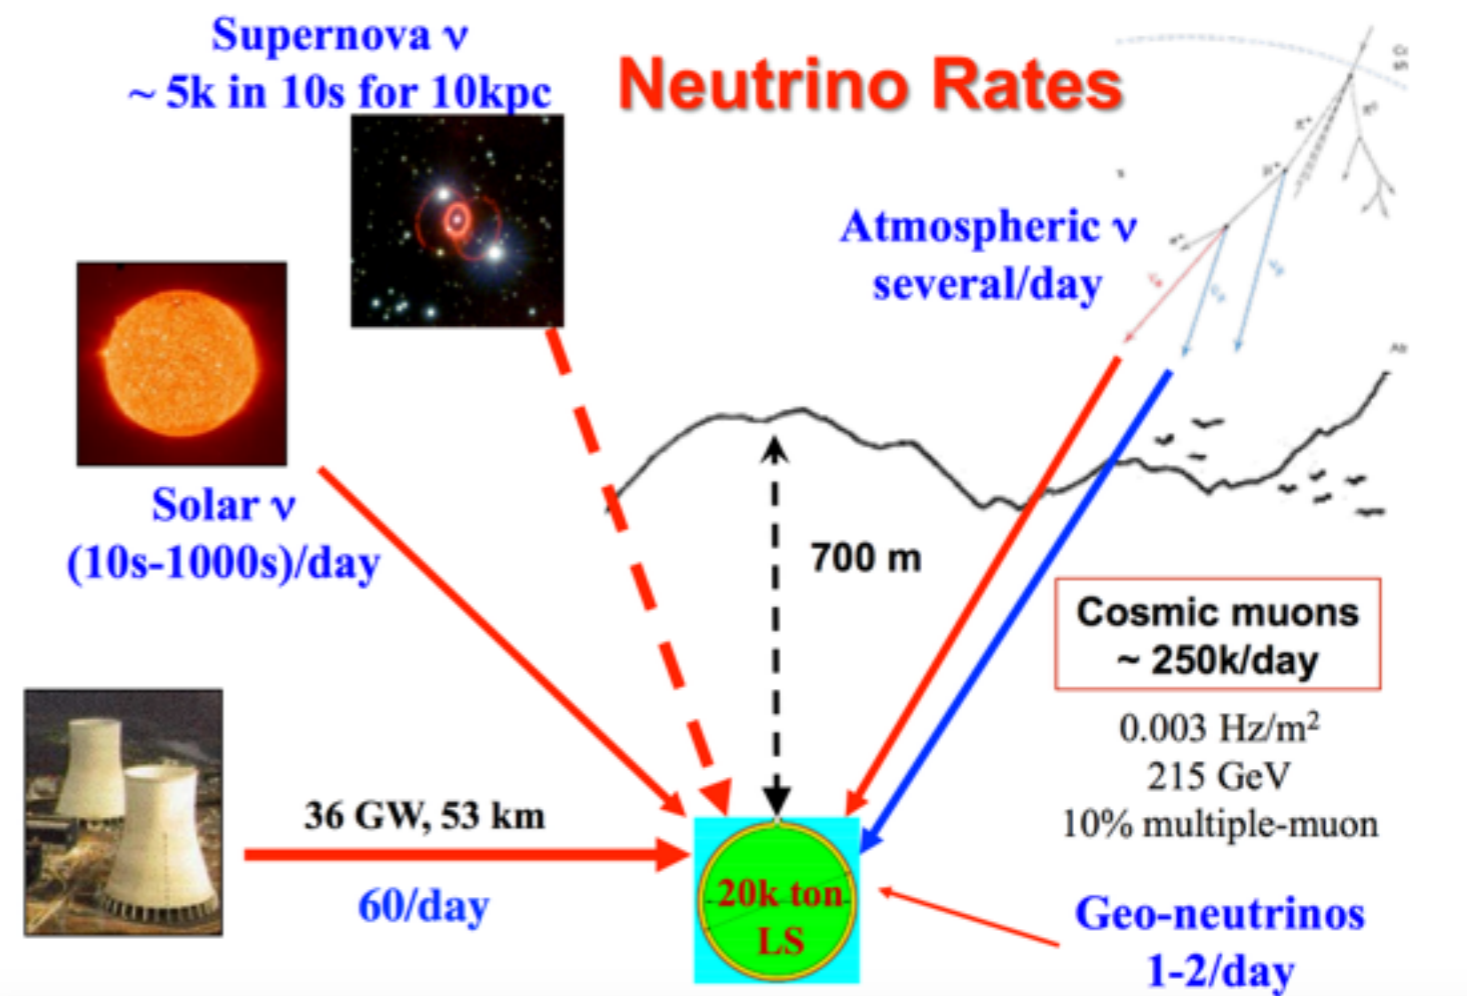 Supernova ν
~ 5k in 10s for 10kpc
Neutrino Rates
Atmospheric ν
several/day
Solar ν
(10s-1000s)/day
700 m
Cosmic muons
~ 250k/day
0.003 Hz/m²
215 GeV
10% multiple-muon
36 GW, 53 km
60/day
20k ton
LS
Geo-neutrinos
1-2/day